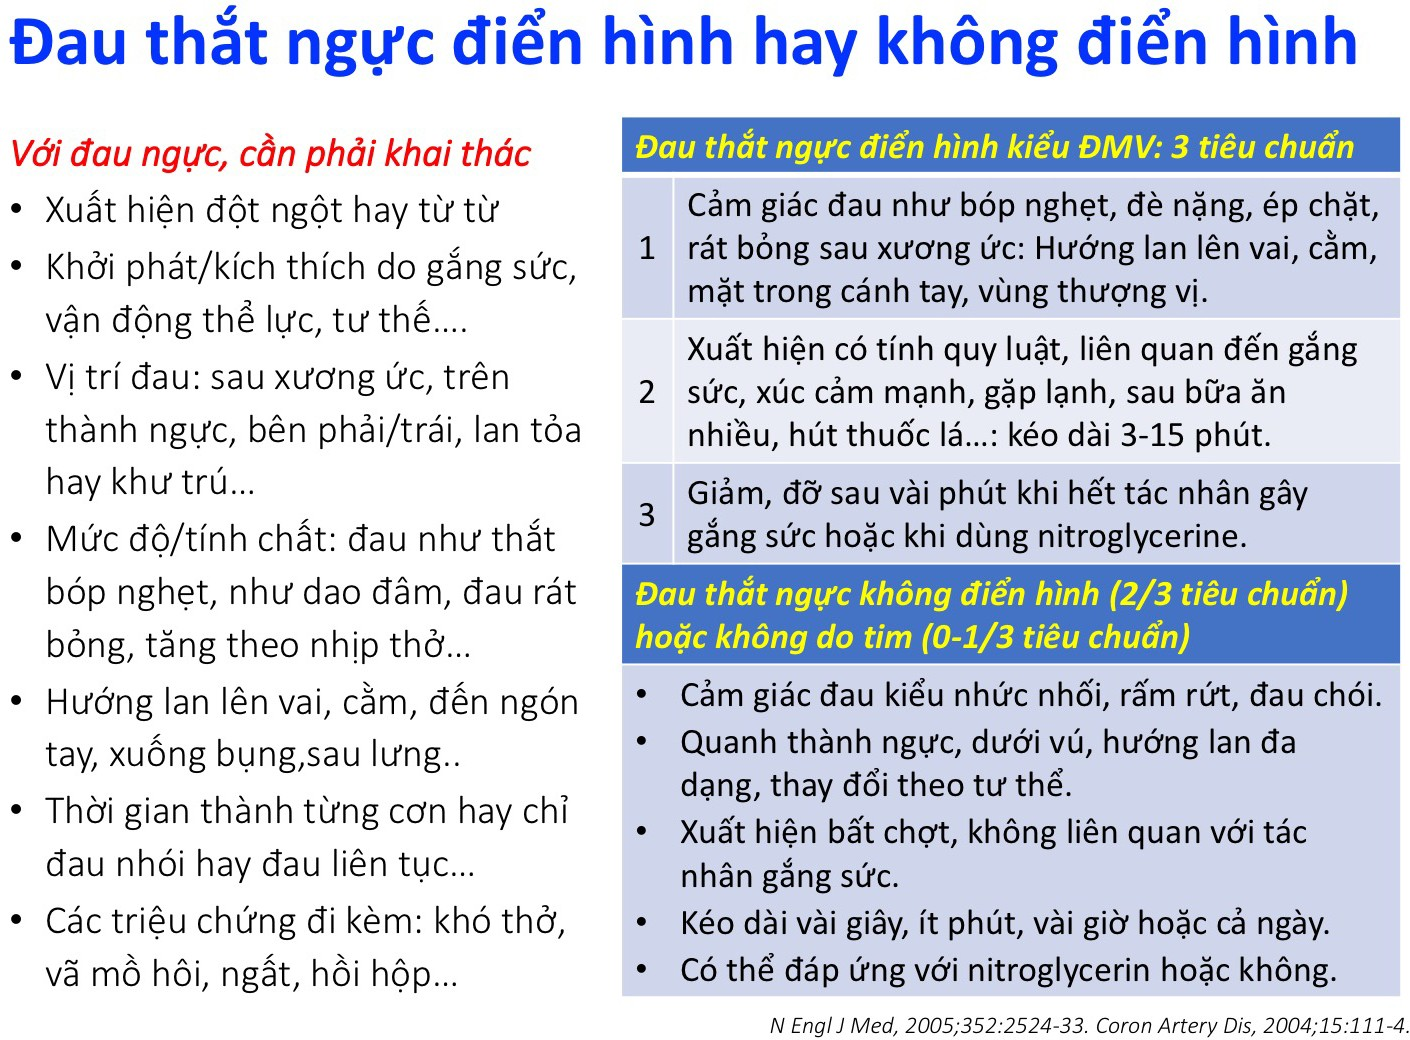 Đau thắt ngực điển hình hay không điển hình
Với đau ngực, cần phải khai thác
• Xuất hiện đột ngột hay từ từ
• Khởi phát/kích thích do gắng sức,
vận động thể lực, tư thế….
• Vị trí đau: sau xương ức, trên
thành ngực, bên phải/trái, lan tỏa
hay khư trú…
• Mức độ/tính chất: đau như thắt
bóp nghẹt, như dao đâm, đau rát
bỏng, tăng theo nhịp thở…
• Hướng lan lên vai, cằm, đến ngón
tay, xuống bụng,sau lưng..
• Thời gian thành từng cơn hay chỉ
đau nhói hay đau liên tục…
• Các triệu chứng đi kèm: khó thở,
vã mồ hôi, ngất, hồi hộp…
Đau thắt ngực điển hình kiểu ĐMV: 3 tiêu chuẩn
1
Cảm giác đau như bóp nghẹt, đè nặng, ép chặt,
rát bỏng sau xương ức: Hướng lan lên vai, cằm,
mặt trong cánh tay, vùng thượng vị.
2
Xuất hiện có tính quy luật, liên quan đến gắng
sức, xúc cảm mạnh, gặp lạnh, sau bữa ăn
nhiều, hút thuốc lá…: kéo dài 3-15 phút.
3
Giảm, đỡ sau vài phút khi hết tác nhân gây
gắng sức hoặc khi dùng nitroglycerine.
Đau thắt ngực không điển hình (2/3 tiêu chuẩn)
hoặc không do tim (0-1/3 tiêu chuẩn)
• Cảm giác đau kiểu nhức nhối, rấm rứt, đau chói.
• Quanh thành ngực, dưới vú, hướng lan đa
dạng, thay đổi theo tư thể.
• Xuất hiện bất chợt, không liên quan với tác
nhân gắng sức.
• Kéo dài vài giây, ít phút, vài giờ hoặc cả ngày.
• Có thể đáp ứng với nitroglycerin hoặc không.
N Engl J Med, 2005;352:2524-33. Coron Artery Dis, 2004;15:111-4.